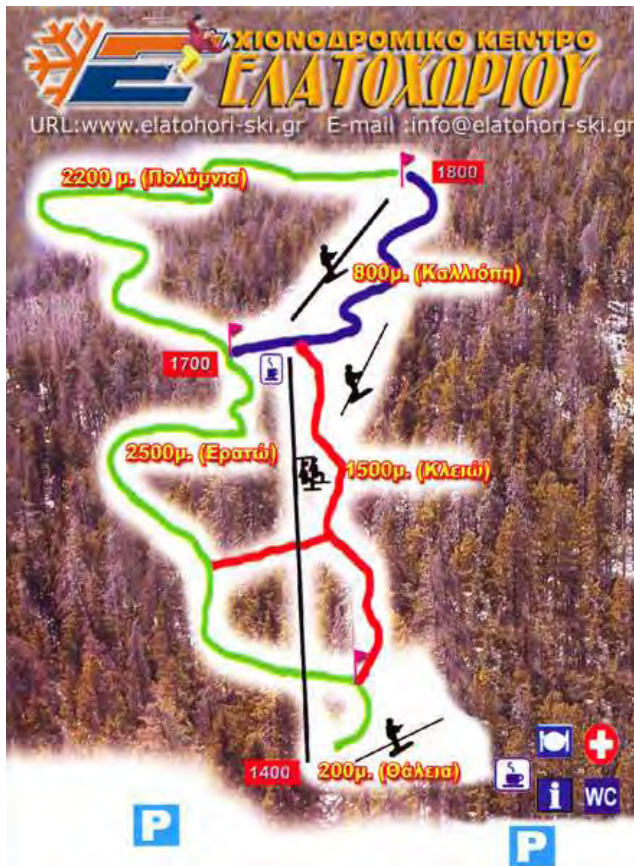 ΧΙΟΝΟΔΡΟΜΙΚΟ ΚΕΝΤΡΟ
ΕΛΑΤΟΧΩΡΙΟΥ
URL:www.elatohori-ski.gr E-mail :info@elatohori-ski.gr
2200 μ. (Πολύμνια)
1800
800μ. (Καλλιόπη)
1700
2500μ. (Ερατώ)
1500μ. (Κλειώ)
1400
200μ. (Θάλεια)
i
WC
P
P